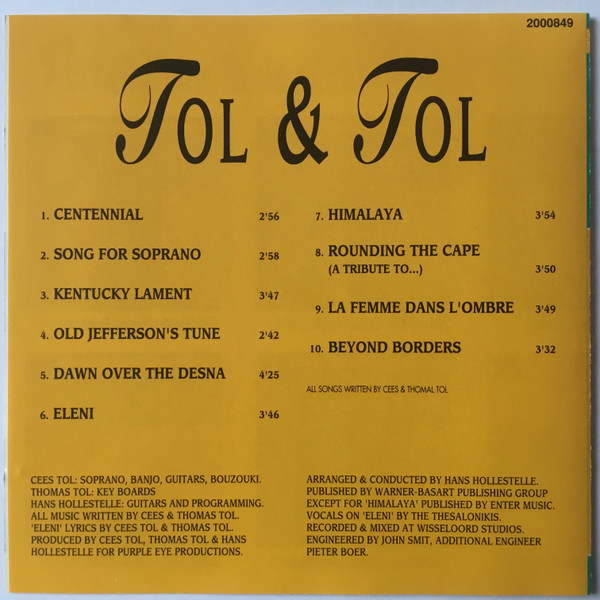 2000849
TOL & TOL
1. CENTENNIAL 2'56
2. SONG FOR SOPRANO 2'58
3. KENTUCKY LAMENT 3'47
4. OLD JEFFERSON'S TUNE 2'42
5. DAWN OVER THE DESNA 4'25
6. ELENI 3'46
7. HIMALAYA 3'54
8. ROUNDING THE CAPE
(A TRIBUTE TO...) 3'50
9. LA FEMME DANS L'OMBRE 3'49
10. BEYOND BORDERS 3'32
ALL SONGS WRITTEN BY CEES & THOMAL TOL
CEES TOL: SOPRANO, BANJO, GUITARS, BOUZOUKI.
THOMAS TOL: KEY BOARDS
HANS HOLLESTELLE: GUITARS AND PROGRAMMING.
ALL MUSIC WRITTEN BY CEES & THOMAS TOL.
'ELENI' LYRICS BY CEES TOL & THOMAS TOL.
PRODUCED BY CEES TOL, THOMAS TOL & HANS
HOLLESTELLE FOR PURPLE EYE PRODUCTIONS.
ARRANGED & CONDUCTED BY HANS HOLLESTELLE.
PUBLISHED BY WARNER-BASART PUBLISHING GROUP
EXCEPT FOR 'HIMALAYA' PUBLISHED BY ENTER MUSIC.
VOCALS ON 'ELENI' BY THE THESALONIKIS.
RECORDED & MIXED AT WISSELOORD STUDIOS.
ENGINEERED BY JOHN SMIT, ADDITIONAL ENGINEER
PIETER BOER.